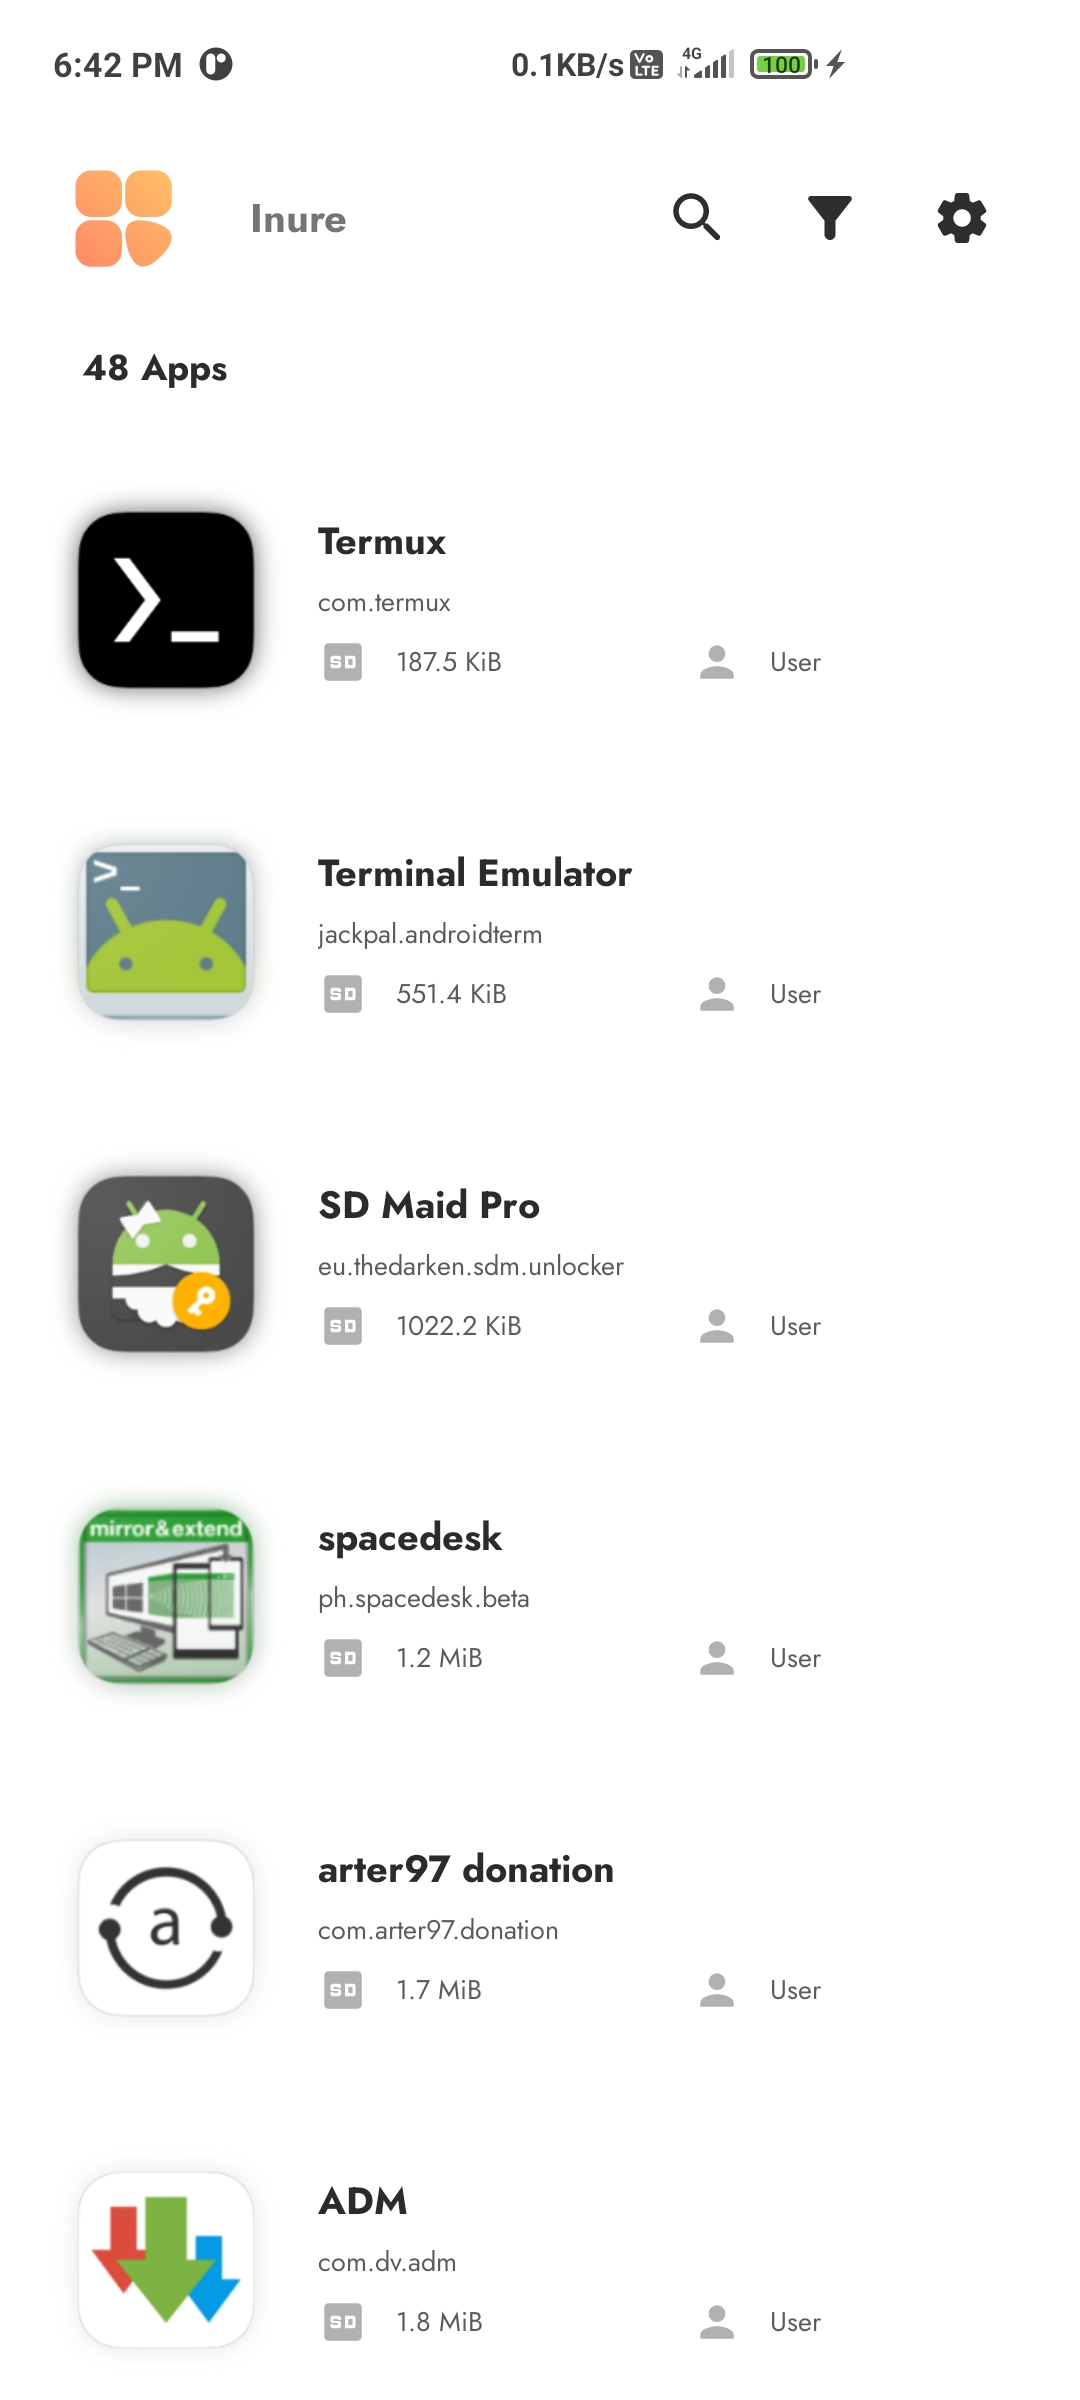 6:42 PM 0.1KB/s Vo LTE 4G 100
Inure
48 Apps
>_
Termux
com.termux
SD 187.5 KiB User
>_
Terminal Emulator
jackpal.androidterm
SD 551.4 KiB User
SD Maid Pro
eu.thedarken.sdm.unlocker
SD 1022.2 KiB User
mirror&extend
spacedesk
ph.spacedesk.beta
SD 1.2 MiB User
a
arter97 donation
com.arter97.donation
SD 1.7 MiB User
ADM
com.dv.adm
SD 1.8 MiB User